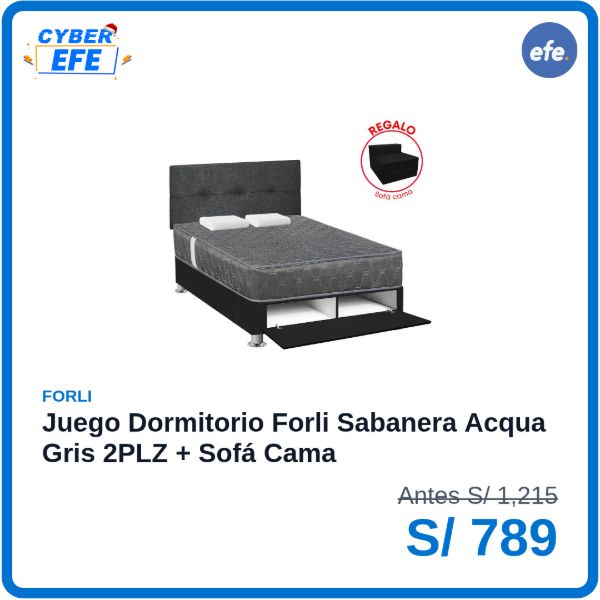 CYBER
EFE
efe.
REGALO
Sofá cama
FORLI
Juego Dormitorio Forli Sabanera Acqua
Gris 2PLZ + Sofá Cama
Antes S/ 1,215
S/ 789